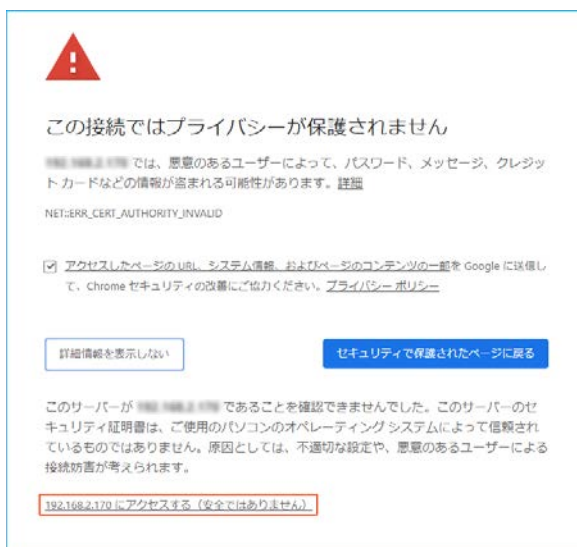 この接続ではプライバシーが保護されません
では、悪意のあるユーザーによって、パスワード、メッセージ、クレジッ
ト カードなどの情報が盗まれる可能性があります。詳細
NET::ERR_CERT_AUTHORITY_INVALID
アクセスしたページの URL、システム情報、およびページのコンテンツの一部を Google に送信し
て、Chrome セキュリティの改善にご協力ください。プライバシー ポリシー
詳細情報を表示しない
セキュリティで保護されたページに戻る
このサーバーが であることを確認できませんでした。このサーバーのセ
キュリティ証明書は、ご使用のパソコンのオペレーティング システムによって信頼され
ているものではありません。原因としては、不適切な設定や、悪意のあるユーザーによる
接続妨害が考えられます。
192.168.2.170 にアクセスする（安全ではありません）